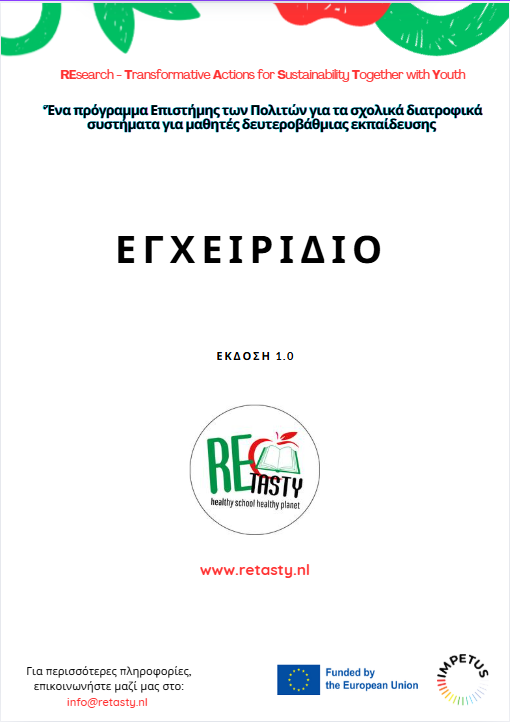 REsearch - Transformative Actions for Sustainability Together with Youth
Ένα πρόγραμμα Επιστήμης των Πολιτών για τα σχολικά διατροφικά
συστήματα για μαθητές δευτεροβάθμιας εκπαίδευσης
ΕΓΧΕΙΡΙΔΙΟ
ΕΚΔΟΣΗ 1.0
RE
TASTY
healthy school healthy planet
www.retasty.nl
Για περισσότερες πληροφορίες,
επικοινωνήστε μαζί μας στο:
info@retasty.nl
Funded by
the European Union
IMPETUS